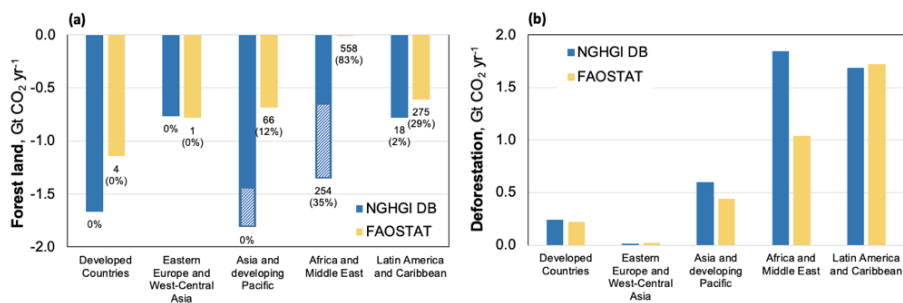 (a)
Forest land, Gt CO2 yr-1
0.0
-0.5
-1.0
-1.5
-2.0
0%
4
(0%)
0%
1
(0%)
0%
66
(12%)
254
(35%)
558
(83%)
18
(2%)
275
(29%)
NGHGI DB
FAOSTAT
Developed
Countries
Eastern
Europe and
West-Central
Asia
Asia and
developing
Pacific
Africa and
Middle East
Latin America
and Caribbean
(b)
Deforestation, Gt CO2 yr-1
2.0
1.5
1.0
0.5
0.0
NGHGI DB
FAOSTAT
Developed
Countries
Eastern
Europe and
West-Central
Asia
Asia and
developing
Pacific
Africa
and Middle East
Latin America
and Caribbean